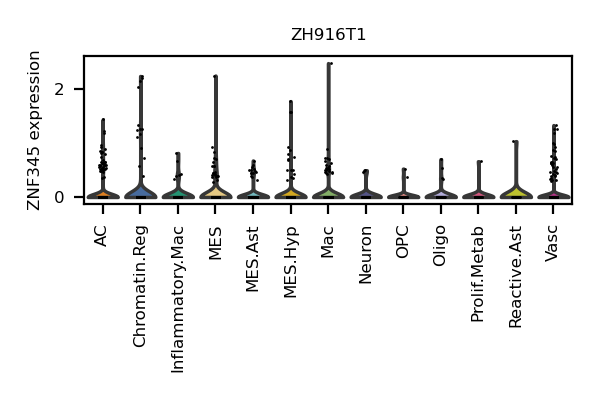 ZH916T1
ZNF345 expression
2
0
AC
Chromatin.Reg
Inflammatory.Mac
MES
MES.Ast
MES.Hyp
Mac
Neuron
OPC
Oligo
Prolif.Metab
Reactive.Ast
Vasc